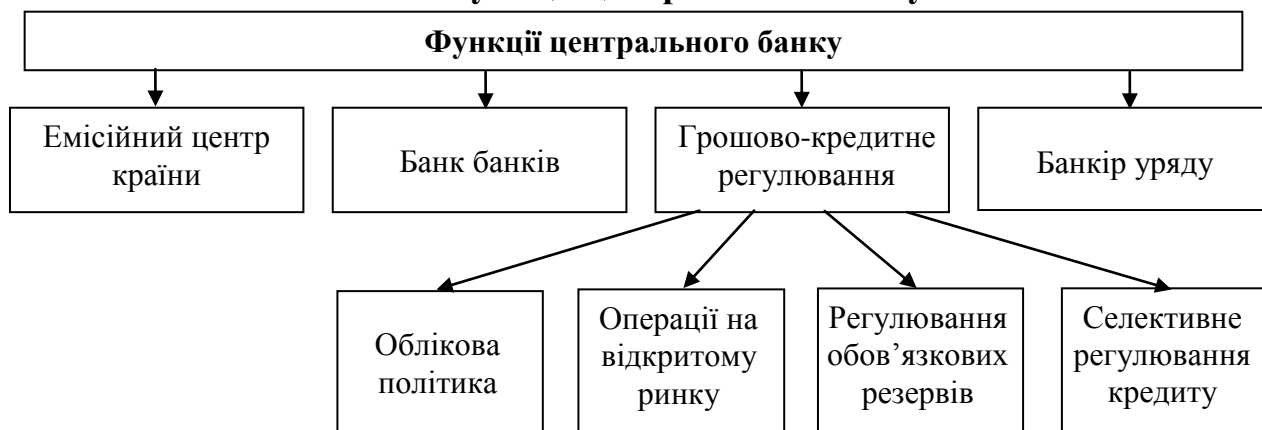 Функції центрального банку
Емісійний центр
країни
Банк банків
Грошово-кредитне
регулювання
Банкір уряду
Облікова
політика
Операції на
відкритому
ринку
Регулювання
обов’язкових
резервів
Селективне
регулювання
кредиту